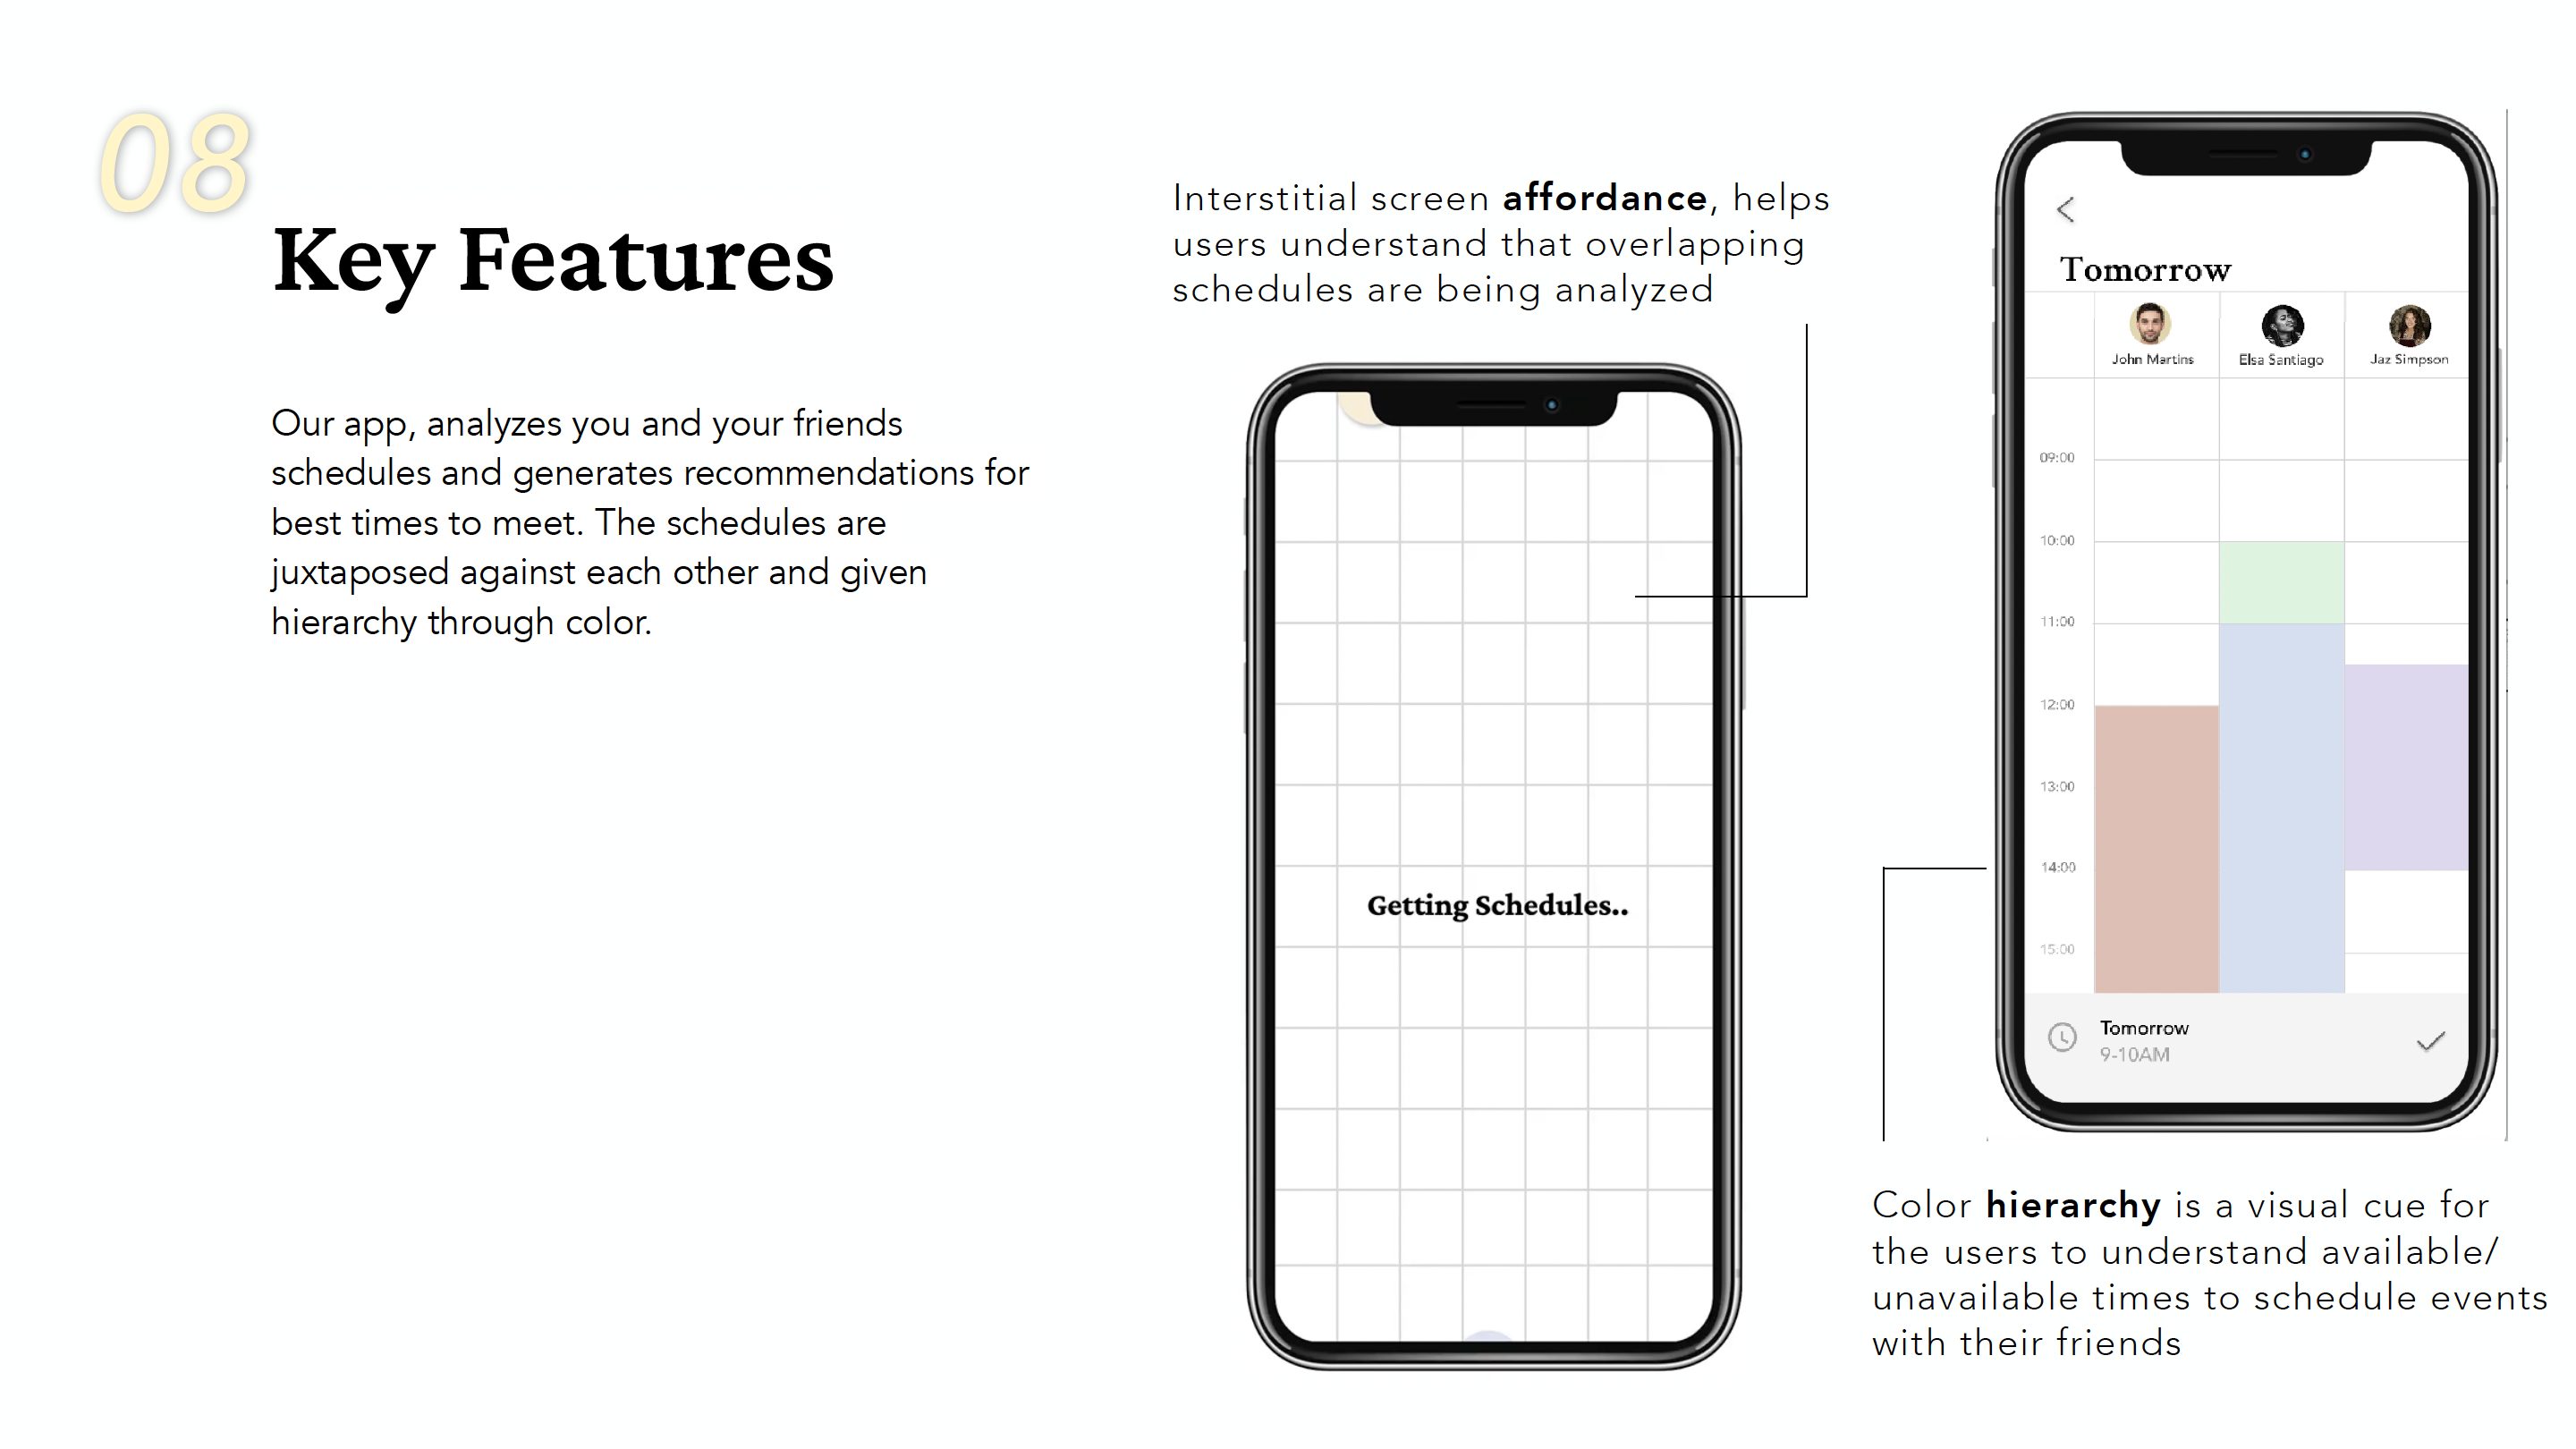 08
Key Features
Our app, analyzes you and your friends
schedules and generates recommendations for
best times to meet. The schedules are
juxtaposed against each other and given
hierarchy through color.
Interstitial screen affordance, helps
users understand that overlapping
schedules are being analyzed
Getting Schedules..
Tomorrow
John Martins
Elsa Santiago
Jaz Simpson
09:00
10:00
11:00
12:00
13:00
14:00
15:00
Tomorrow
9-10AM
Color hierarchy is a visual cue for
the users to understand available/
unavailable times to schedule events
with their friends